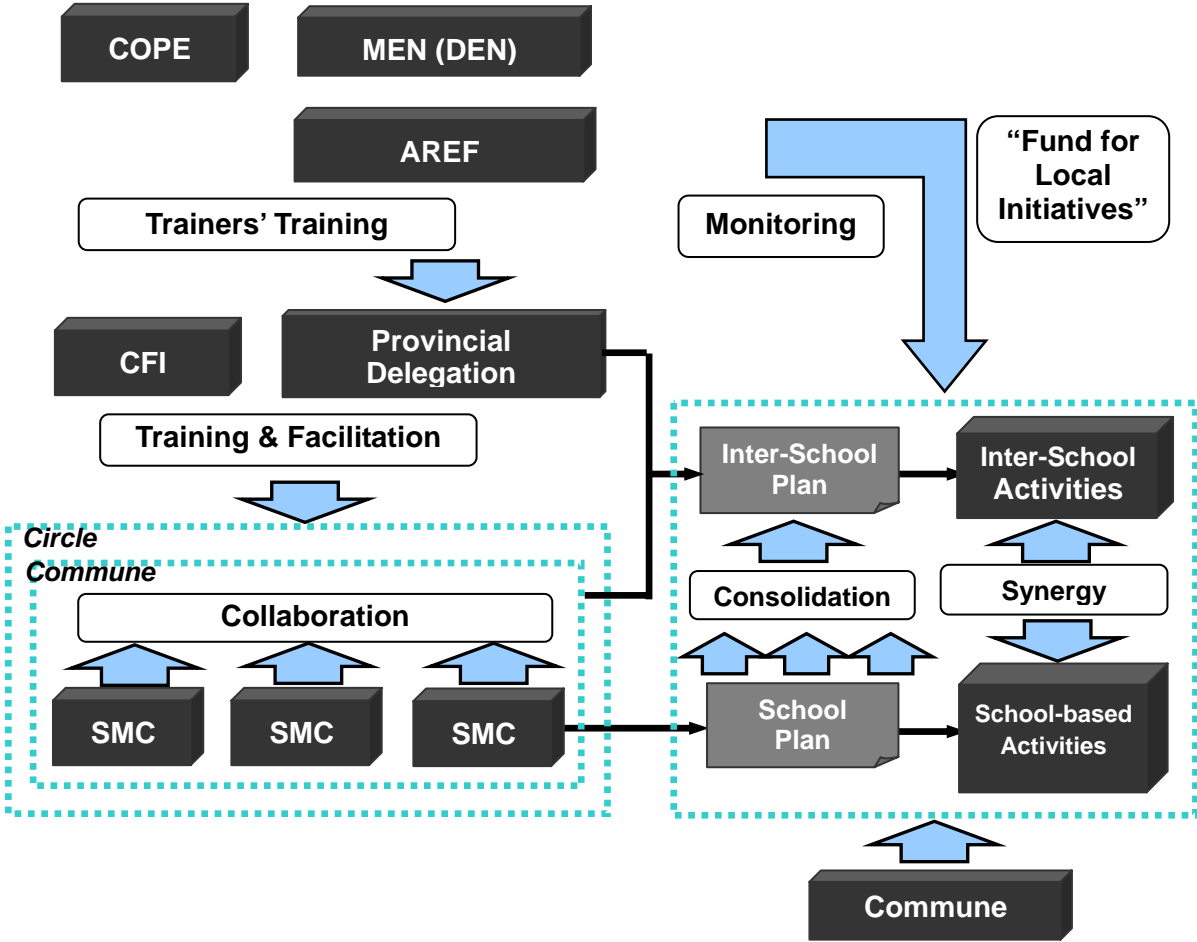 COPE
MEN (DEN)
AREF
Trainers’ Training
Monitoring
“Fund for
Local
Initiatives”
CFI
Provincial
Delegation
Training & Facilitation
Inter-School
Plan
Inter-School
Activities
Circle
Commune
Collaboration
Consolidation
Synergy
SMC
SMC
SMC
School
Plan
School-based
Activities
Commune